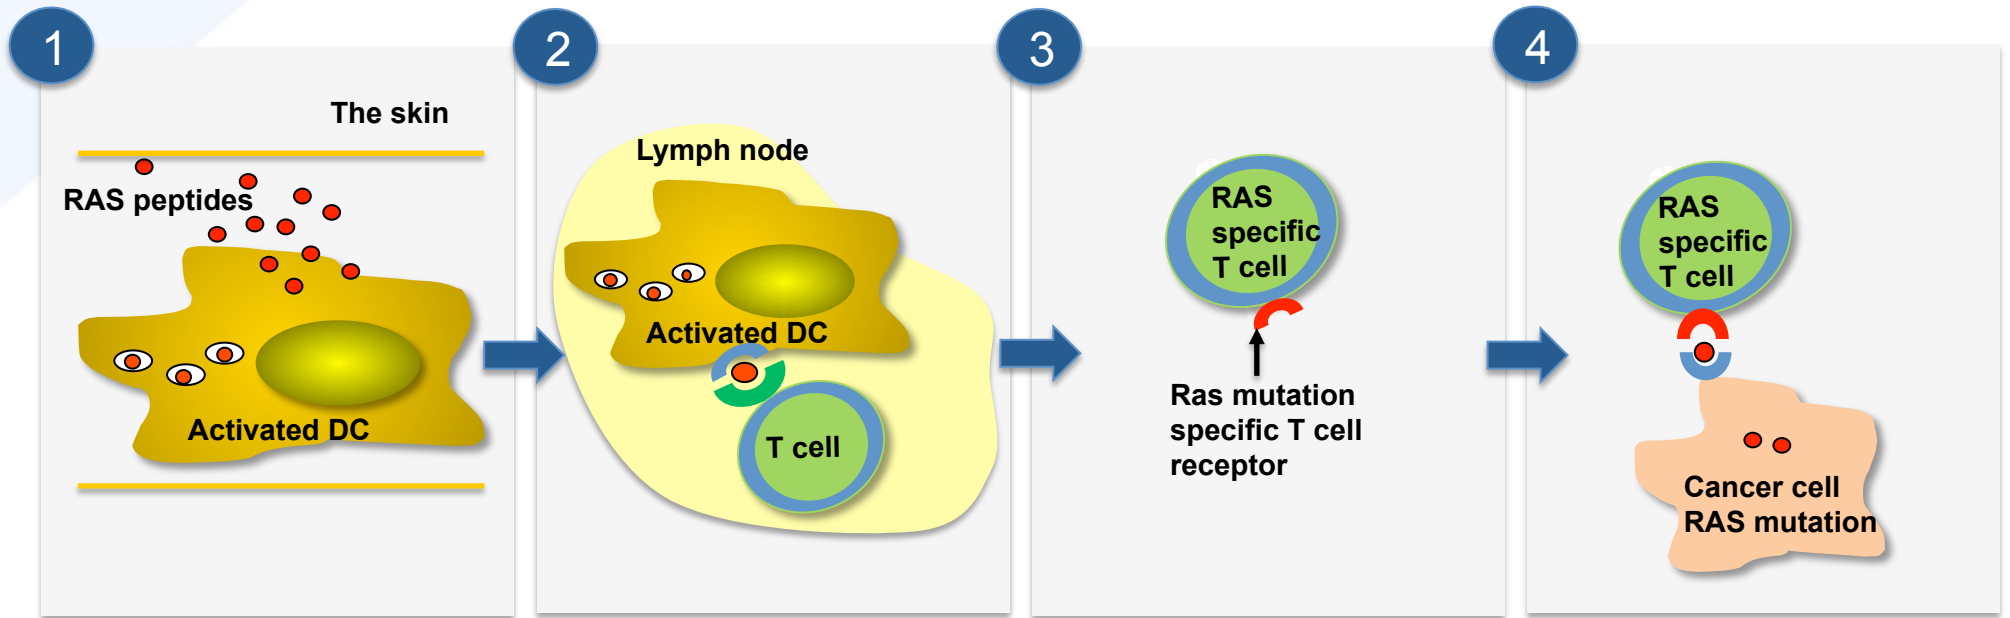 1
The skin
RAS peptides
Activated DC
2
Lymph node
Activated DC
T cell
3
RAS
specific
T cell
Ras mutation
specific T cell
receptor
4
RAS
specific
T cell
Cancer cell
RAS mutation